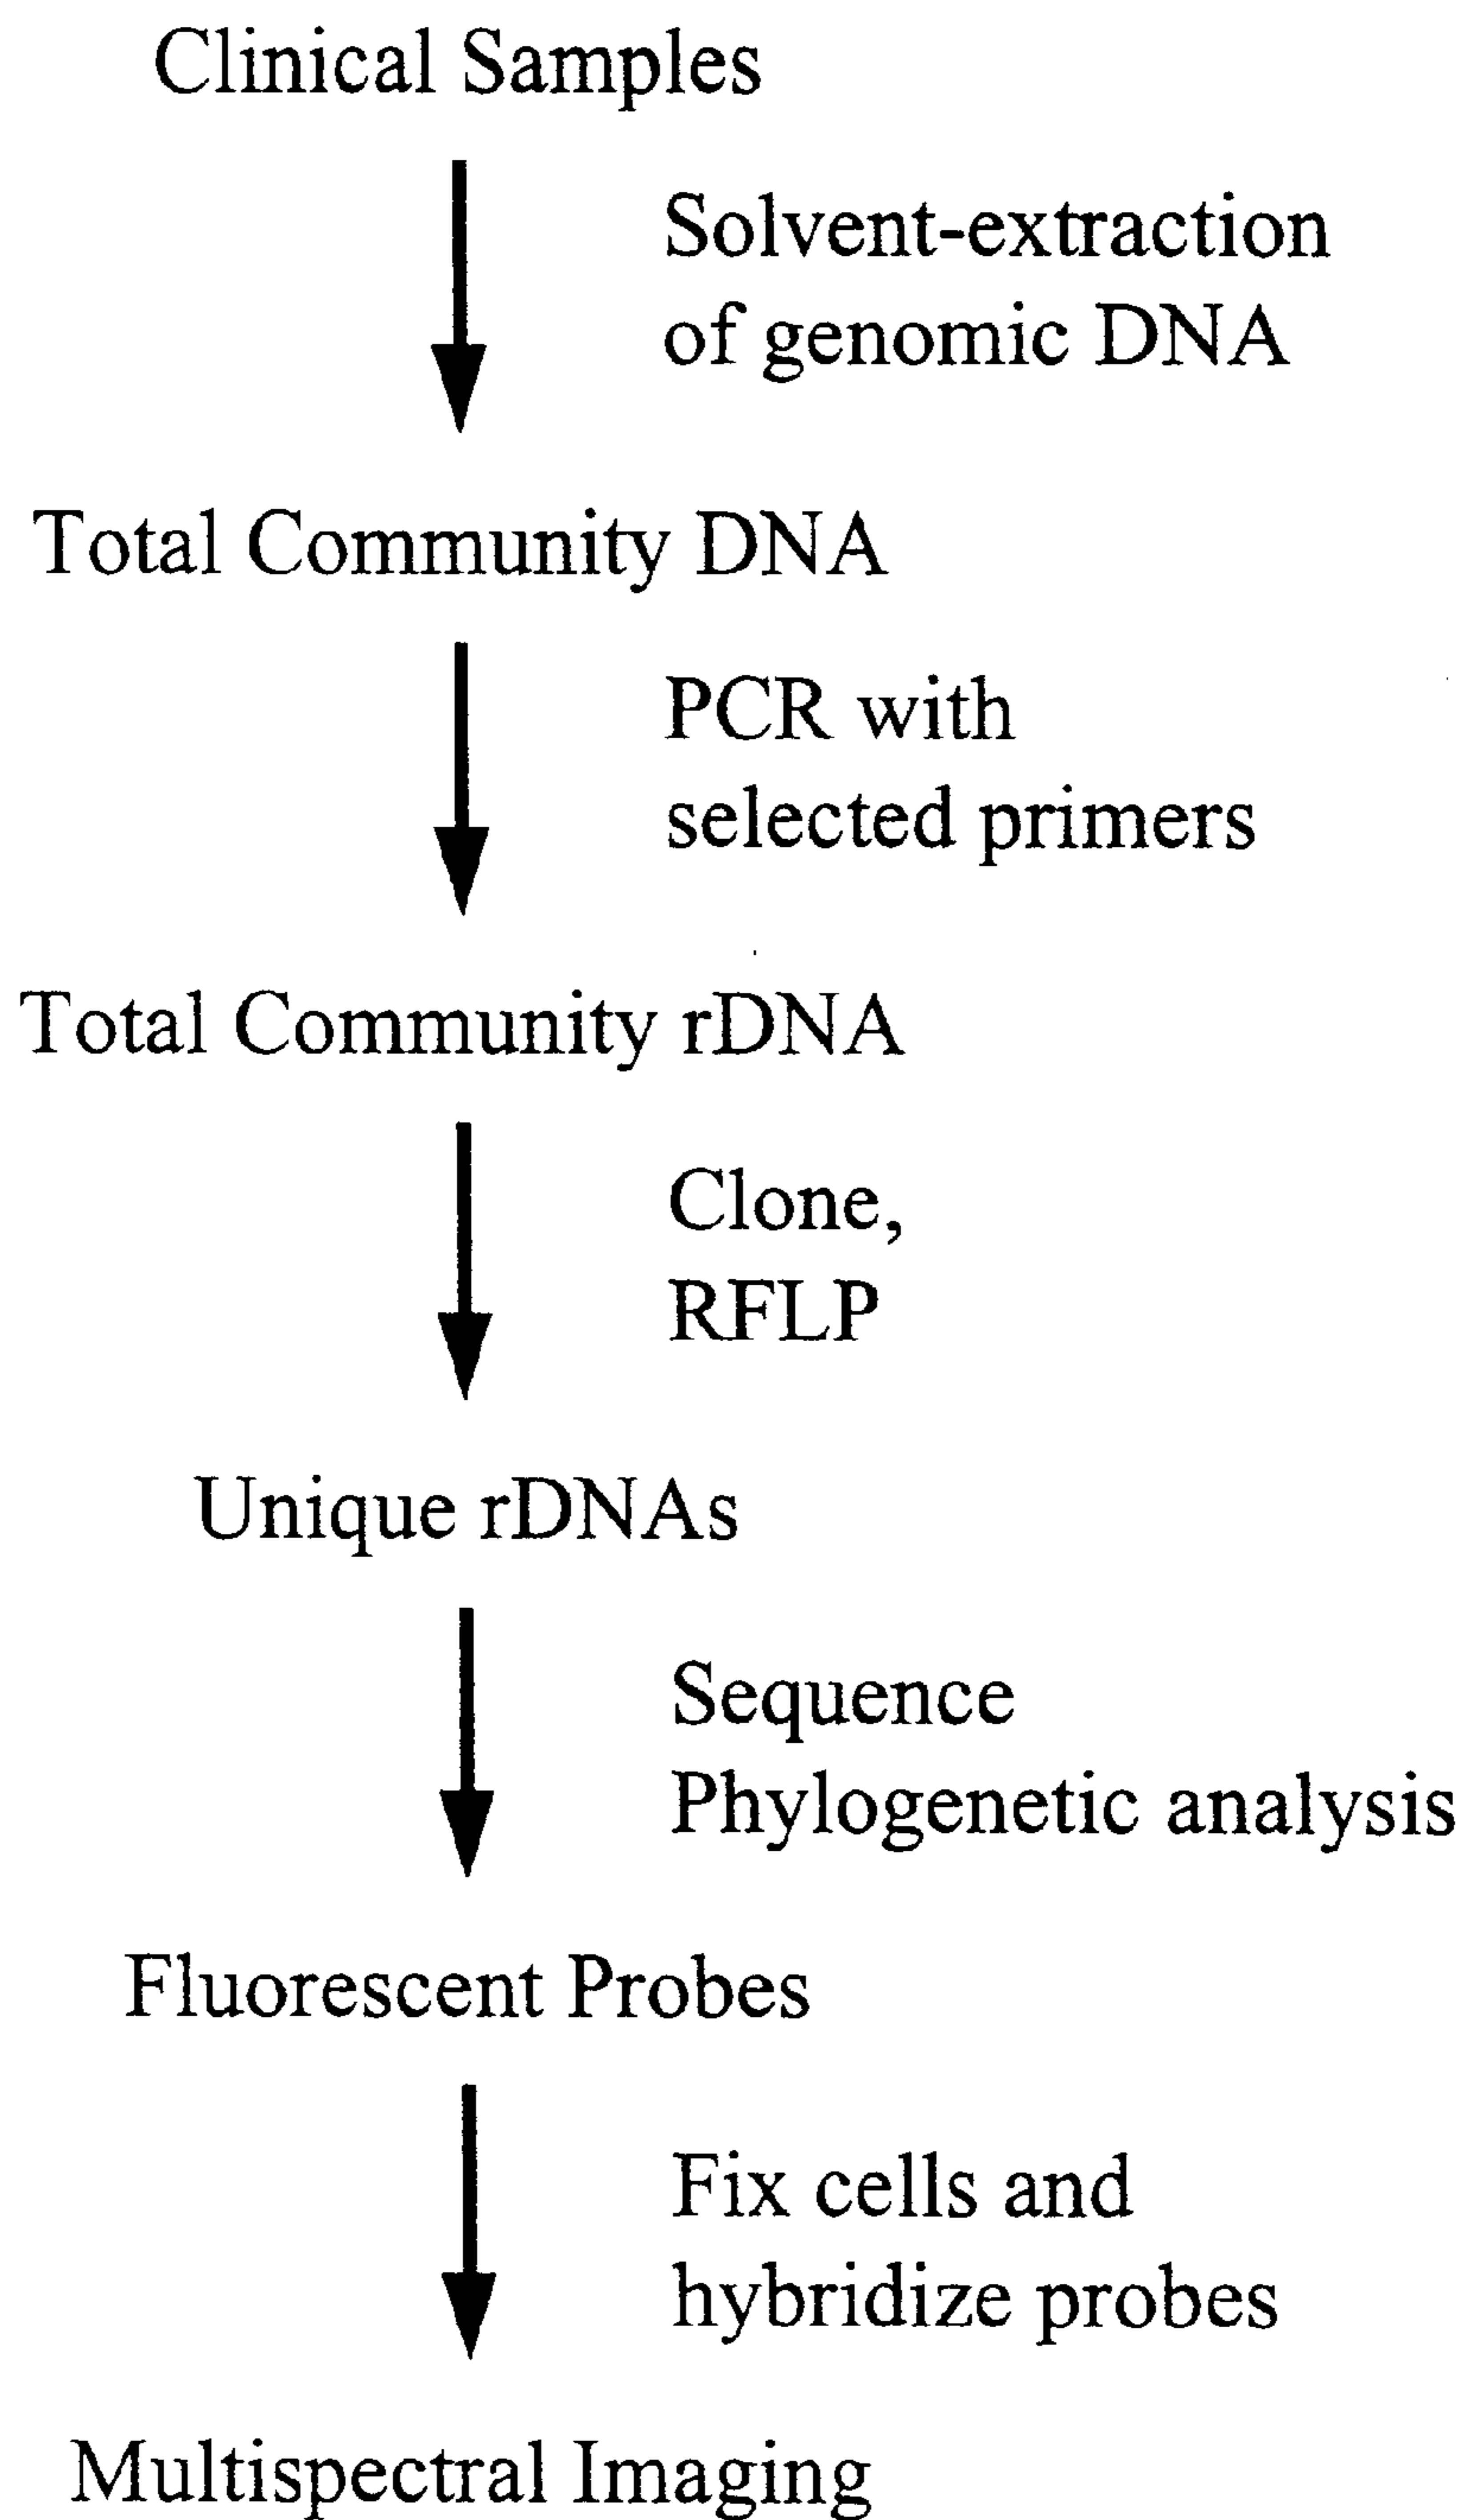 Clinical Samples
Solvent-extraction
of genomic DNA
Total Community DNA
PCR with
selected primers
Total Community rDNA
Clone,
RFLP
Unique rDNAs
Sequence
Phylogenetic analysis
Fluorescent Probes
Fix cells and
hybridize probes
Multispectral Imaging